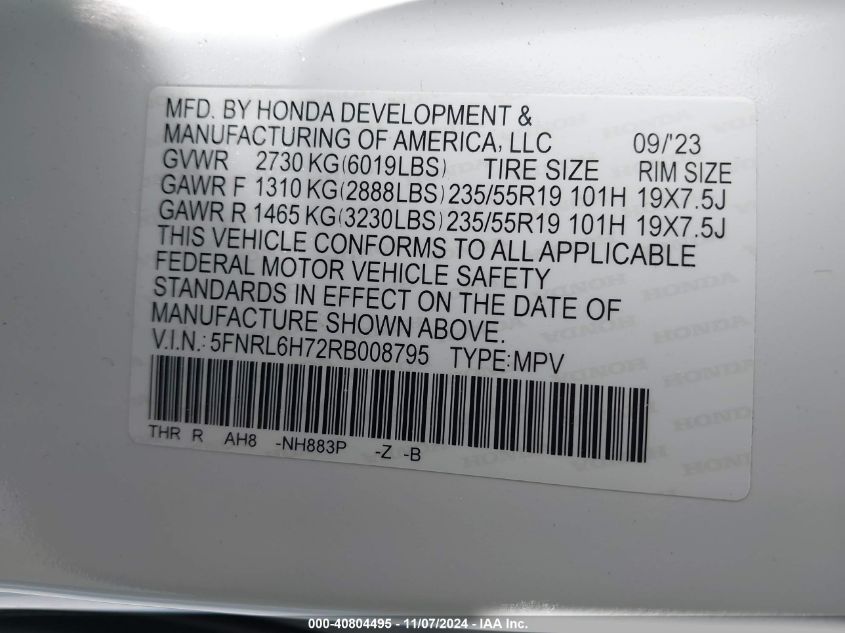 MFD. BY HONDA DEVELOPMENT &
MANUFACTURING OF AMERICA, LLC 09/'23
GVWR 2730 KG(6019LBS) TIRE SIZE RIM SIZE
GAWR F 1310 KG(2888LBS) 235/55R19 101H 19X7.5J
GAWR R 1465 KG(3230LBS) 235/55R19 101H 19X7.5J
THIS VEHICLE CONFORMS TO ALL APPLICABLE
FEDERAL MOTOR VEHICLE SAFETY
STANDARDS IN EFFECT ON THE DATE OF
MANUFACTURE SHOWN ABOVE.
V.I.N.: 5FNRL6H72RB008795 TYPE:MPV
THR R AH8 -NH883P -Z -B
000-40804495 - 11/07/2024 - IAA Inc.